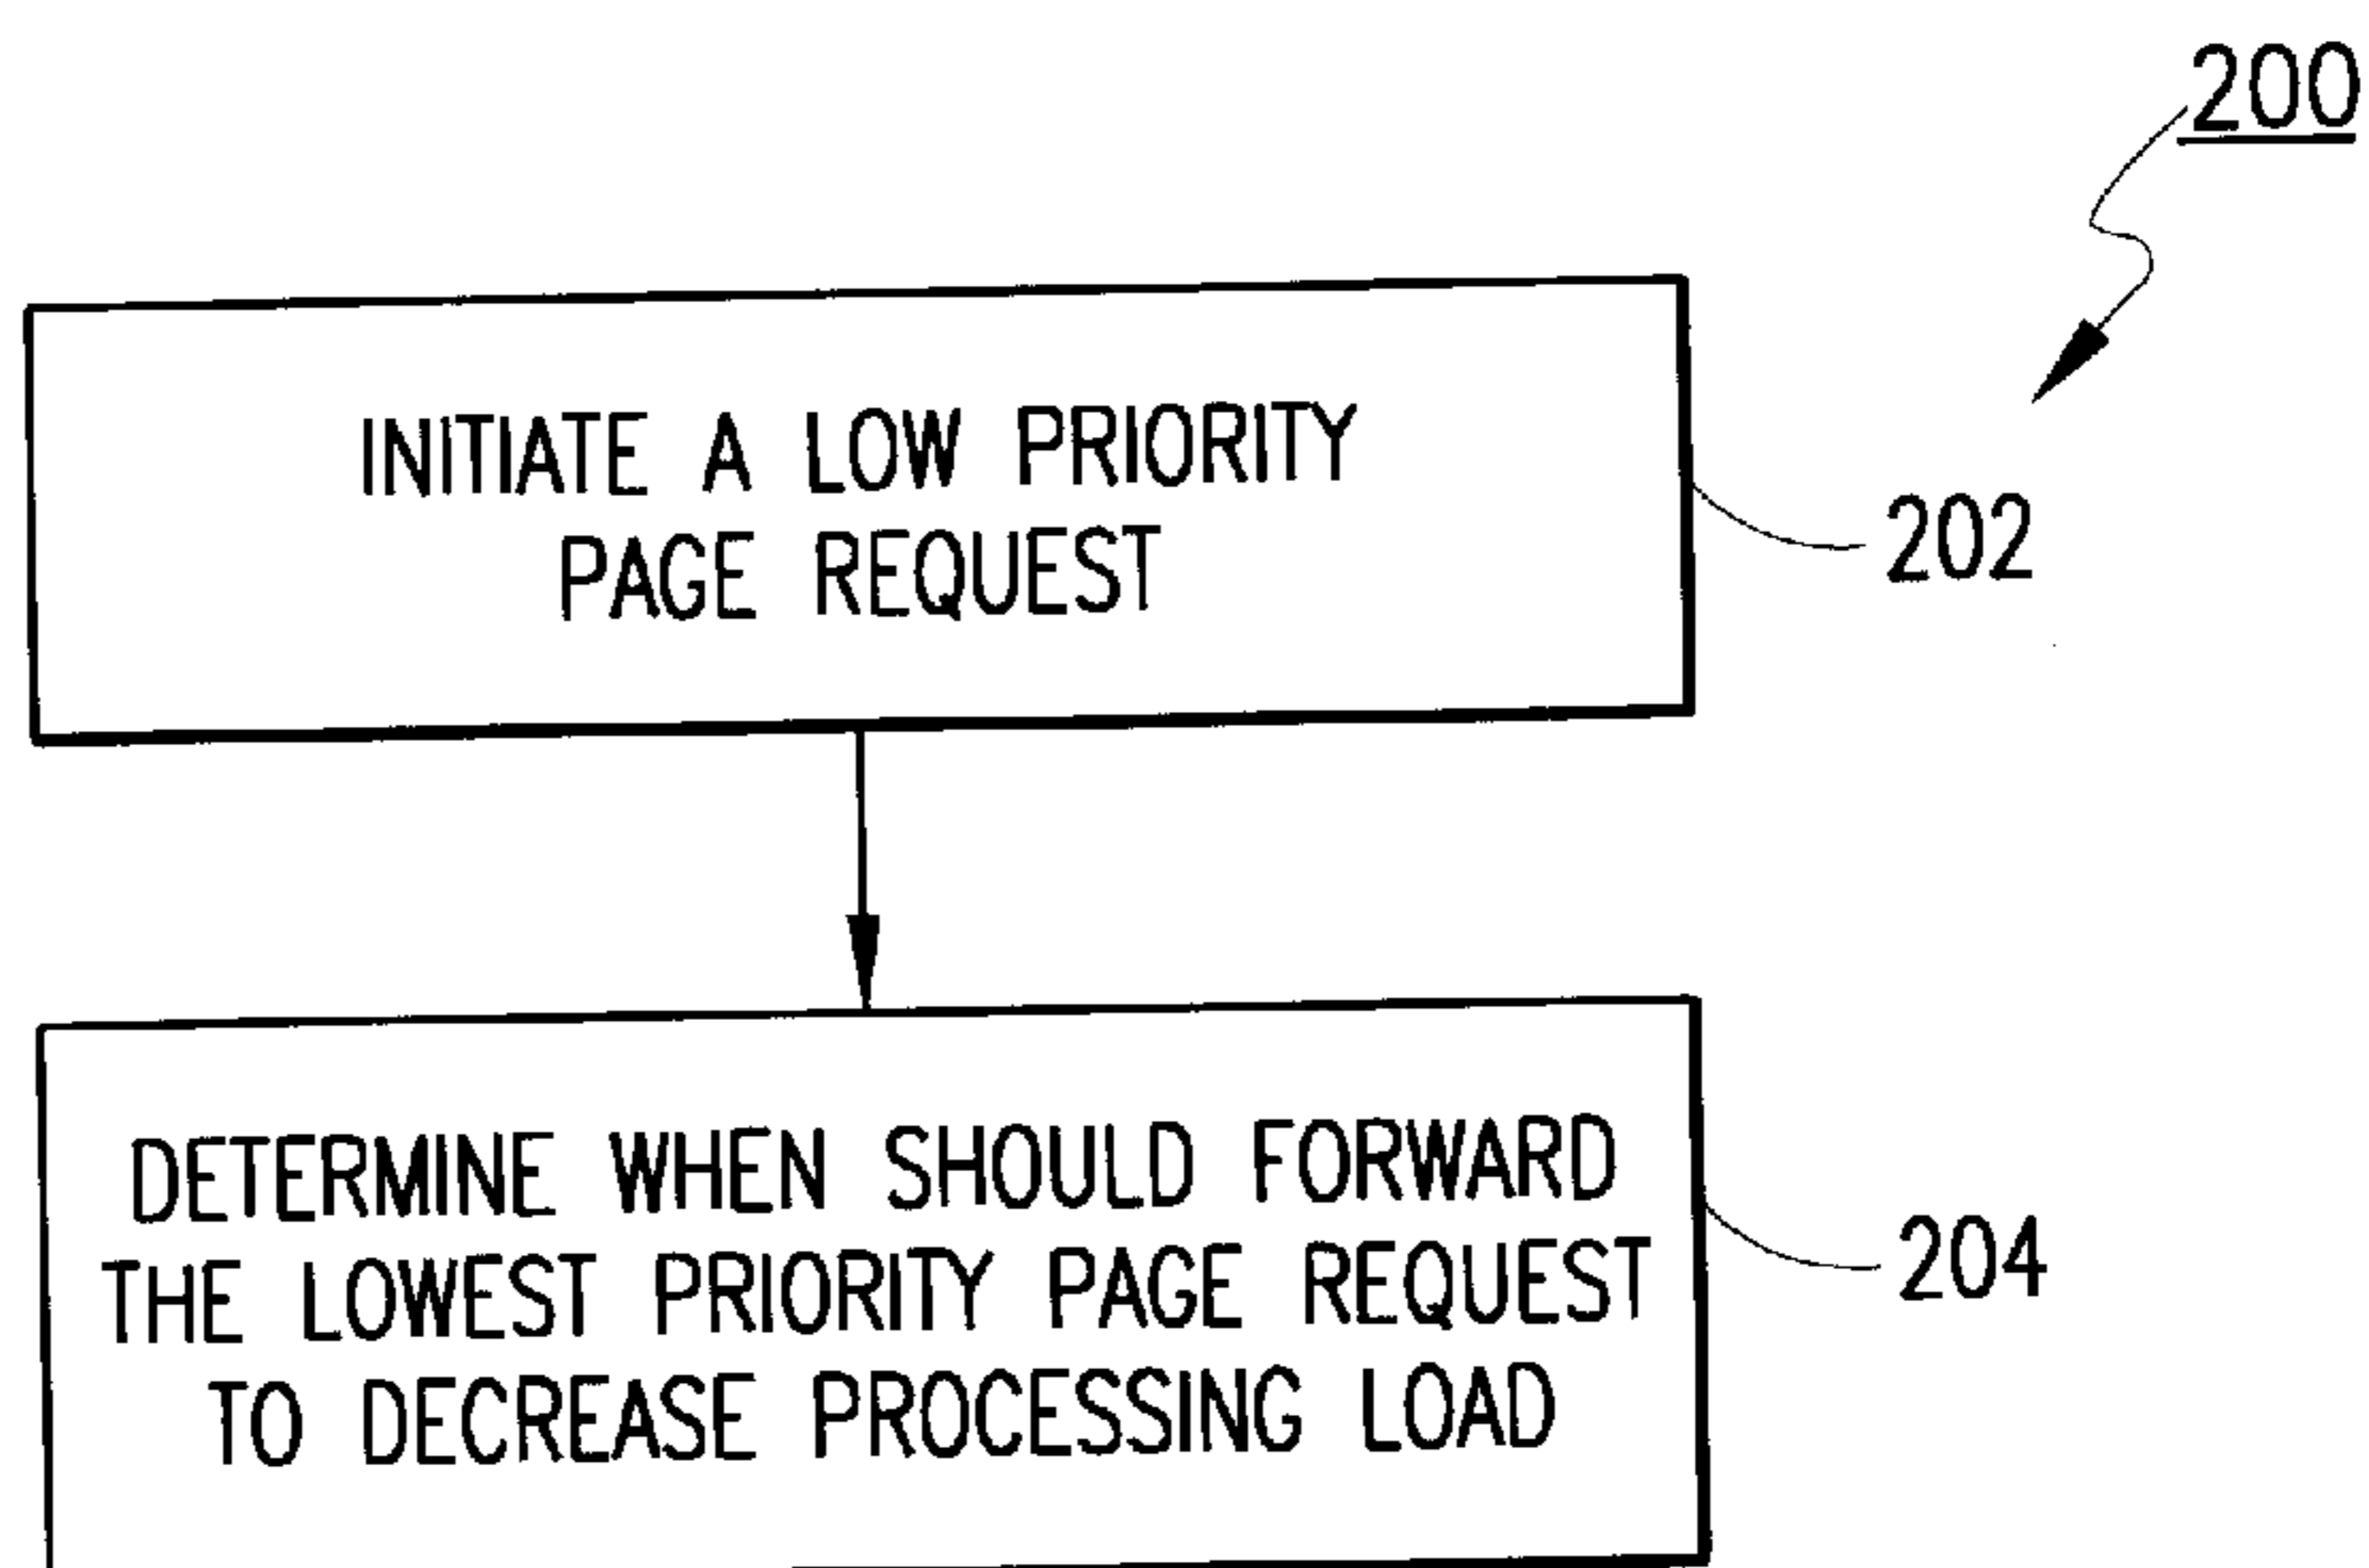 200
INITIATE A LOW PRIORITY
PAGE REQUEST
202
DETERMINE WHEN SHOULD FORWARD
THE LOWEST PRIORITY PAGE REQUEST
TO DECREASE PROCESSING LOAD
204